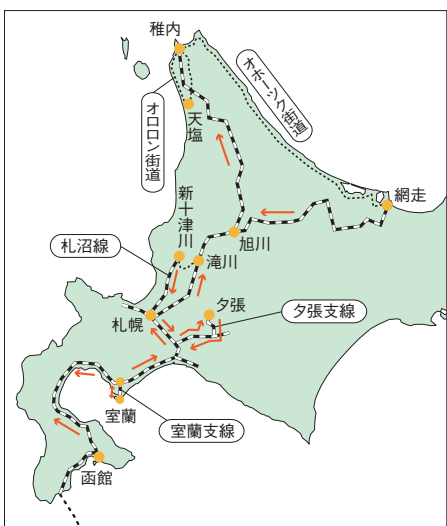 稚内
オホーツク街道
オロロン街道
天塩
新十津川
網走
旭川
札沼線
滝川
夕張
夕張支線
札幌
室蘭
室蘭支線
函館